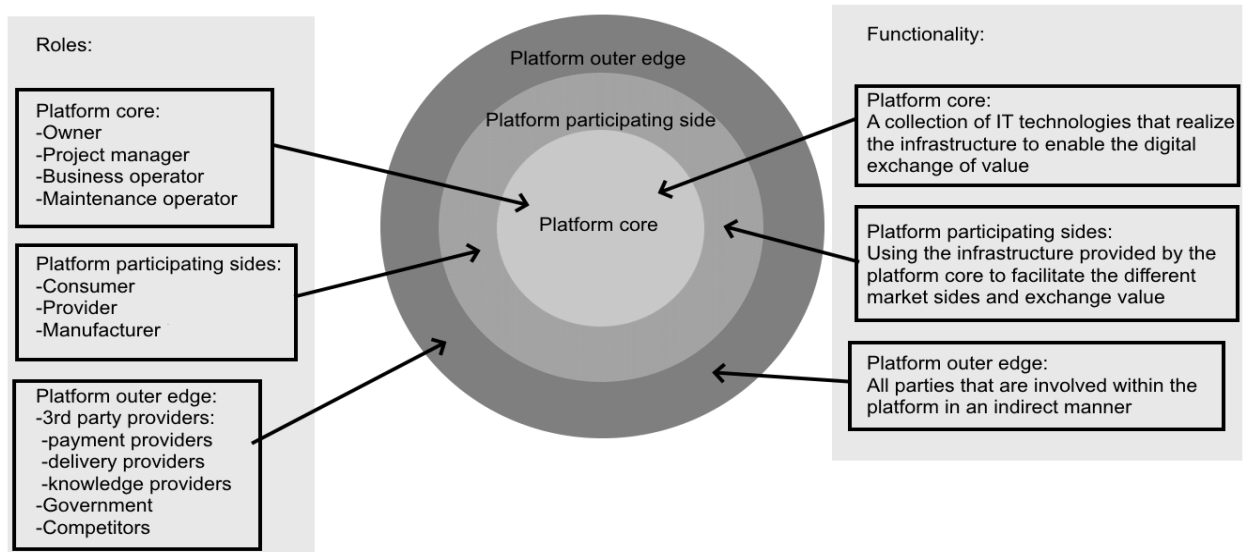 Roles:
Platform core:
-Owner
-Project manager
-Business operator
-Maintenance operator
Platform participating sides:
-Consumer
-Provider
-Manufacturer
Platform outer edge:
-3rd party providers:
-payment providers
-delivery providers
-knowledge providers
-Government
-Competitors
Platform outer edge
Platform participating side
Platform core
Functionality:
Platform core:
A collection of IT technologies that realize
the infrastructure to enable the digital
exchange of value
Platform participating sides:
Using the infrastructure provided by the
platform core to facilitate the different
market sides and exchange value
Platform outer edge:
All parties that are involved within the
platform in an indirect manner